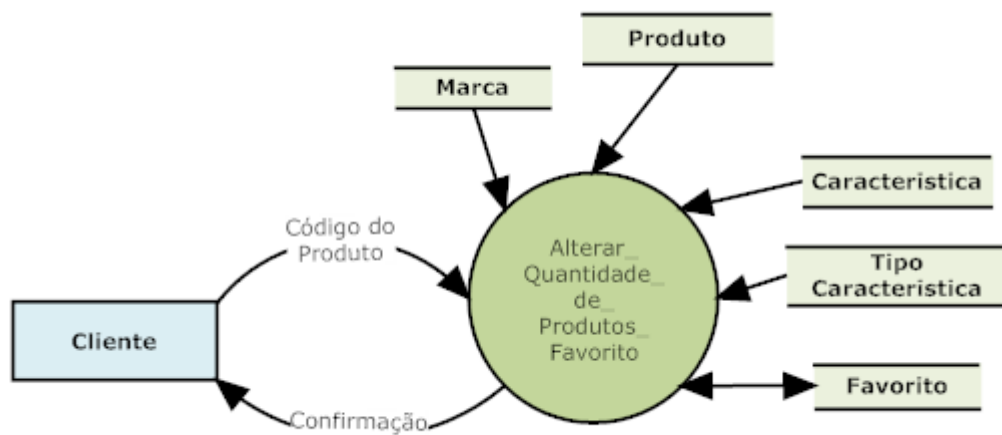 Produto
Marca
Caracteristica
Código do
Produto
Alterar_
Quantidade_
de_
Produtos_
Favorito
Tipo
Caracteristica
Cliente
Favorito
Confirmação